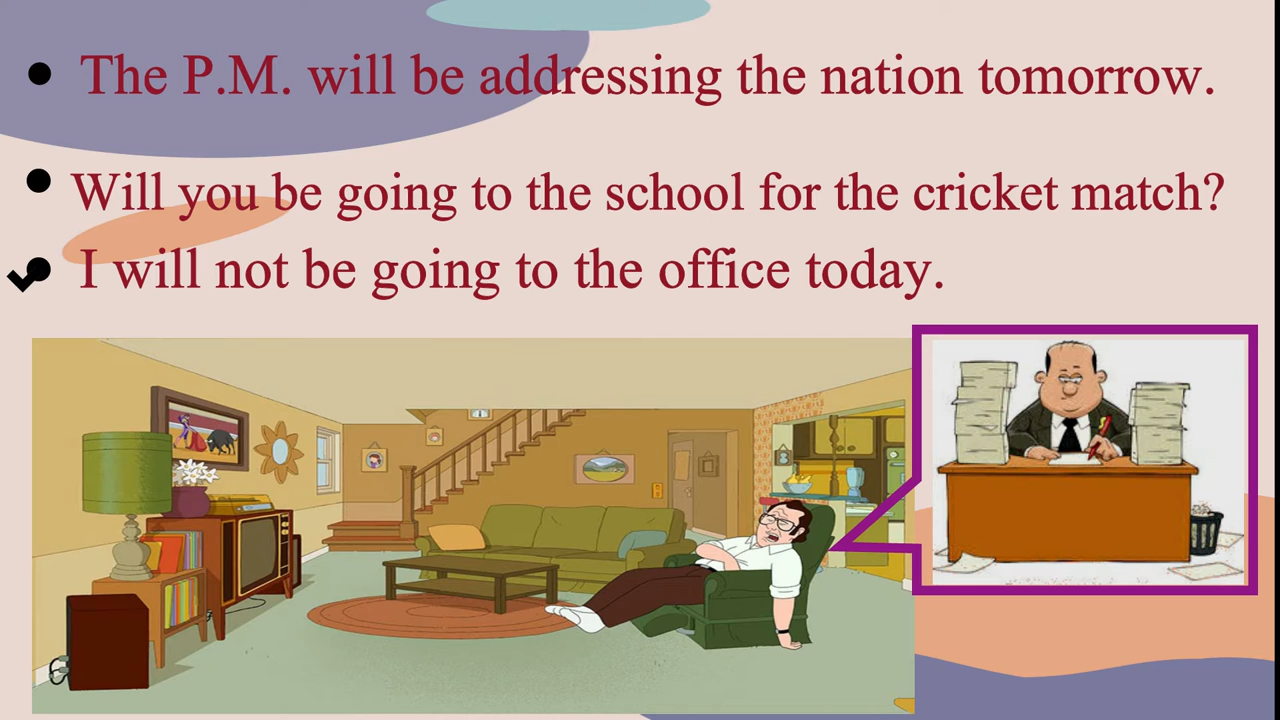 The P.M. will be addressing the nation tomorrow.
Will you be going to the school for the cricket match?
I will not be going to the office today.